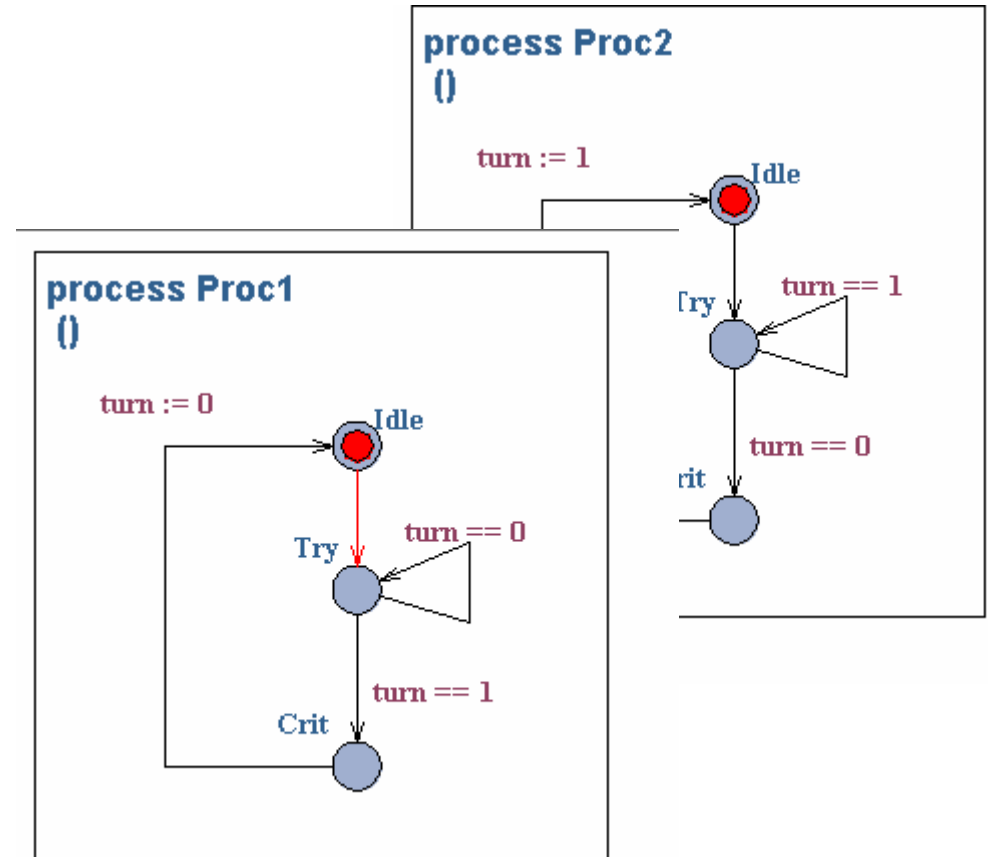 process Proc2
()
turn := 1
Idle
turn == 1
Try
turn == 0
rit
process Proc1
()
turn := 0
Idle
turn == 0
Try
turn == 1
Crit